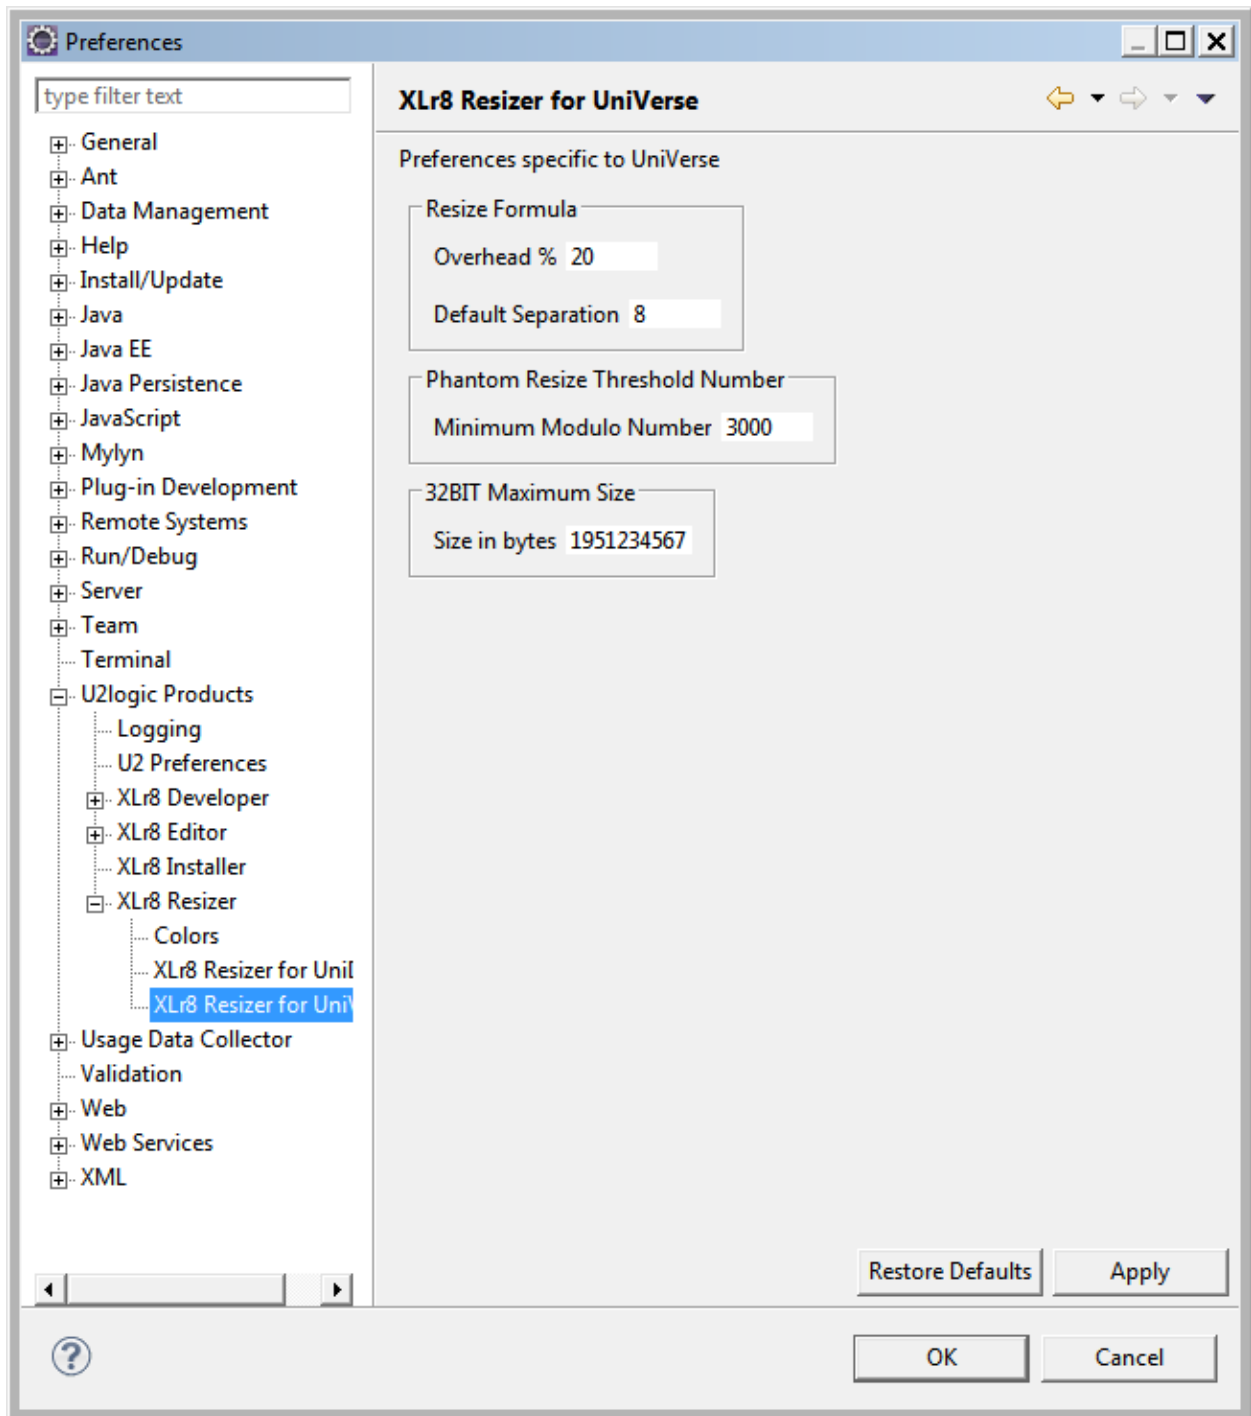 Preferences
type filter text
General
Ant
Data Management
Help
Install/Update
Java
Java EE
Java Persistence
JavaScript
Mylyn
Plug-in Development
Remote Systems
Run/Debug
Server
Team
Terminal
U2logic Products
Logging
U2 Preferences
XLr8 Developer
XLr8 Editor
XLr8 Installer
XLr8 Resizer
Colors
XLr8 Resizer for Uni
XLr8 Resizer for Uni
Usage Data Collector
Validation
Web
Web Services
XML
XLr8 Resizer for UniVerse
Preferences specific to UniVerse
Resize Formula
Overhead % 20
Default Separation 8
Phantom Resize Threshold Number
Minimum Modulo Number 3000
32BIT Maximum Size
Size in bytes 1951234567
Restore Defaults Apply
? OK Cancel